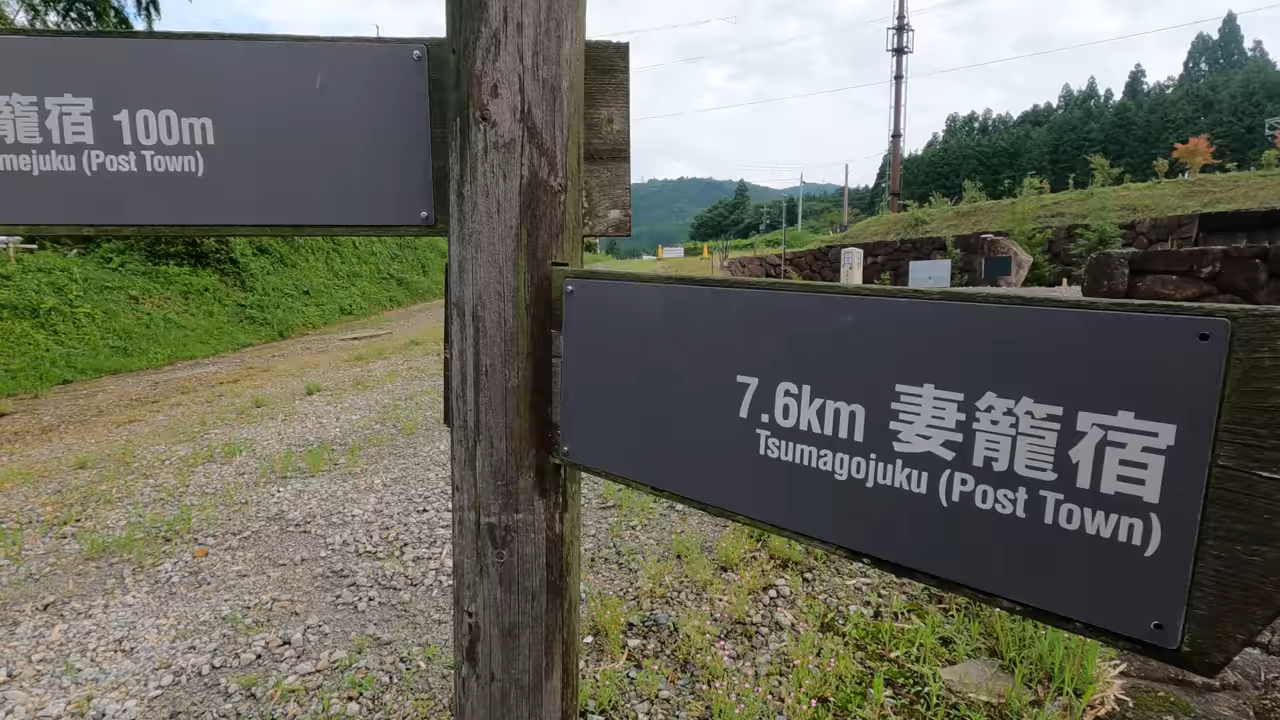 籠宿 100m
mejuku (Post Town)
7.6km 妻籠宿
Tsumagojuku (Post Town)